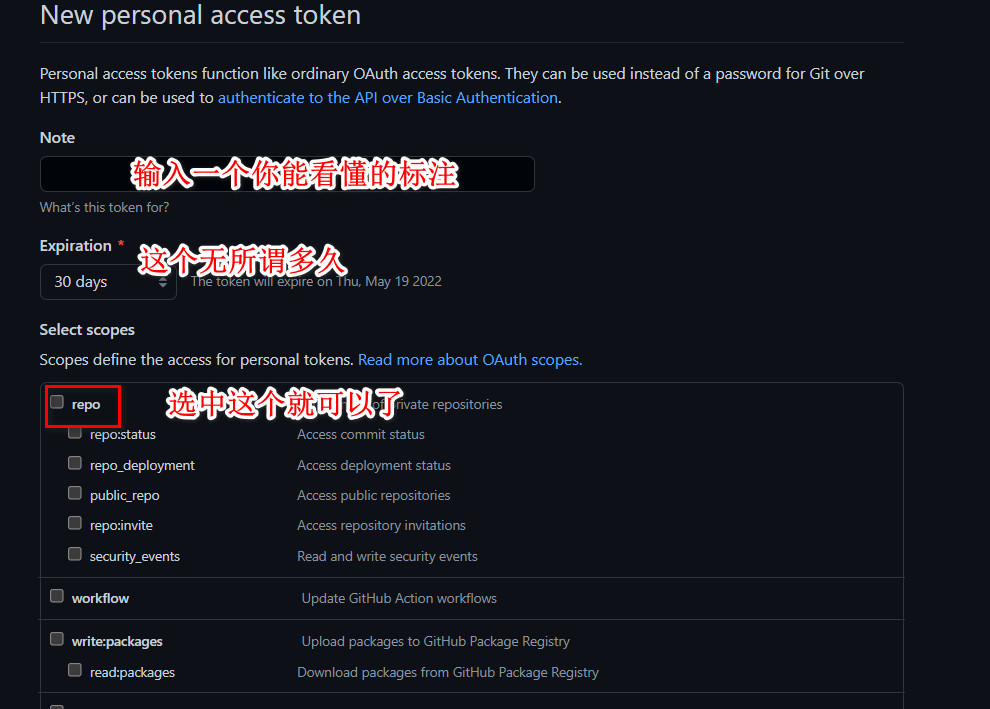 New personal access token
Personal access tokens function like ordinary OAuth access tokens. They can be used instead of a password for Git over
HTTPS, or can be used to authenticate to the API over Basic Authentication.
Note
输入一个你能看懂的标注
What's this token for?
Expiration *
这个无所谓多久
30 days
The token will expire on Thu, May 19 2022
Select scopes
Scopes define the access for personal tokens. Read more about OAuth scopes.
repo 选中这个就可以了 private repositories
repo:status Access commit status
repo_deployment Access deployment status
public_repo Access public repositories
repo:invite Access repository invitations
security_events Read and write security events
workflow Update GitHub Action workflows
write:packages Upload packages to GitHub Package Registry
read:packages Download packages from GitHub Package Registry